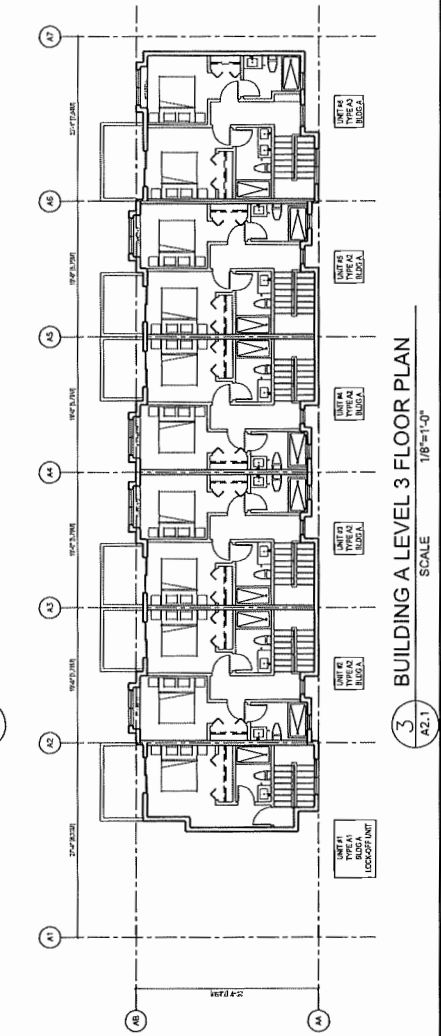 A1
A2
A3
A4
A5
A6
A7
AB
AA
UNIT #1
TYPE A1
BLDG A
LOCK-OFF UNIT
UNIT #2
TYPE A2
BLDG A
UNIT #3
TYPE A2
BLDG A
UNIT #4
TYPE A2
BLDG A
UNIT #5
TYPE A2
BLDG A
UNIT #6
TYPE A3
BLDG A
3
A2.1
BUILDING A LEVEL 3 FLOOR PLAN
SCALE
1/8"=1'-0"